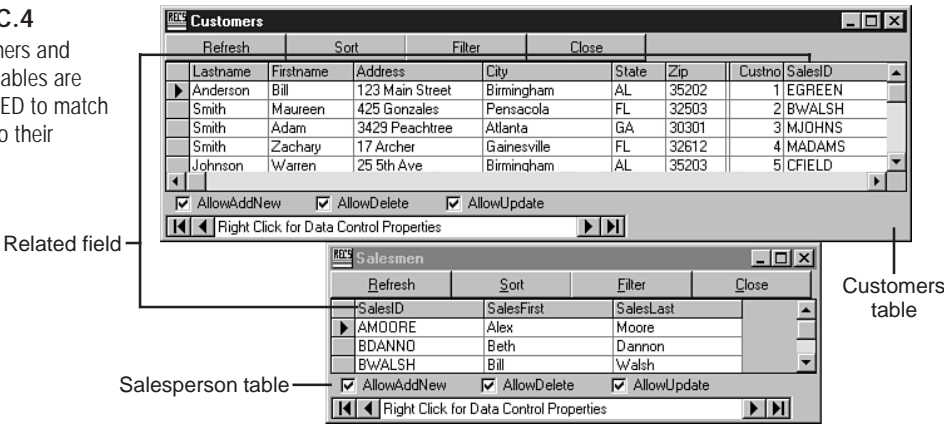 C.4
ners and
ables are
ED to match
o their
Customers
Refresh Sort Filter Close
Lastname Firstname Address City State Zip Custno SalesID
Anderson Bill 123 Main Street Birmingham AL 35202 1 EGREEN
Smith Maureen 425 Gonzales Pensacola FL 32503 2 BWALSH
Smith Adam 3429 Peachtree Atlanta GA 30301 3 MJOHNS
Smith Zachary 17 Archer Gainesville FL 32612 4 MADAMS
Johnson Warren 25 5th Ave Birmingham AL 35203 5 CFIELD
AllowAddNew AllowDelete AllowUpdate
Right Click for Data Control Properties
Related field
Salesmen
Refresh Sort Filter Close
SalesID SalesFirst SalesLast
AMOORE Alex Moore
BDANNO Beth Dannon
BWALSH Bill Walsh
AllowAddNew AllowDelete AllowUpdate
Right Click for Data Control Properties
Customers
table
Salesperson table